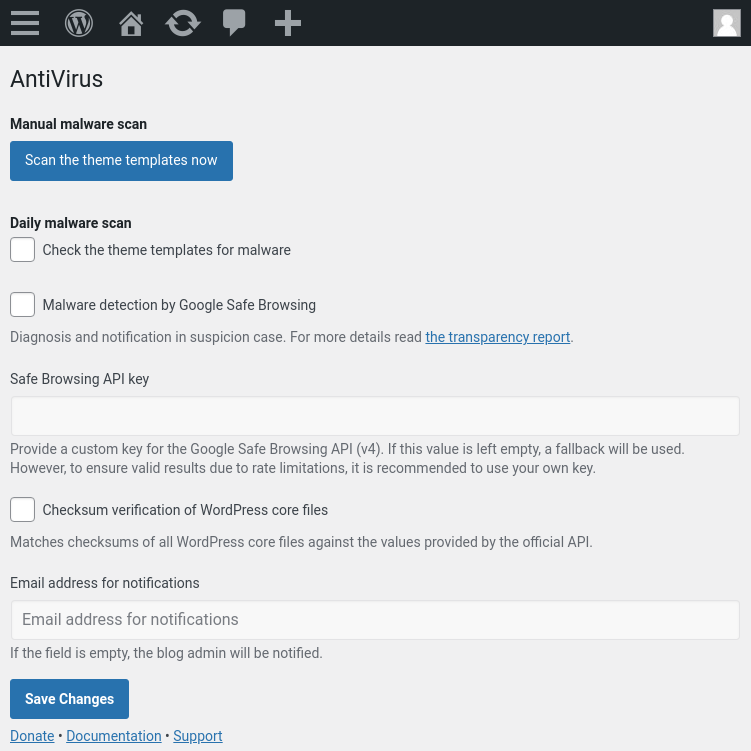 AntiVirus
Manual malware scan
Scan the theme templates now
Daily malware scan
Check the theme templates for malware
Malware detection by Google Safe Browsing
Diagnosis and notification in suspicion case. For more details read the transparency report.
Safe Browsing API key
Provide a custom key for the Google Safe Browsing API (v4). If this value is left empty, a fallback will be used.
However, to ensure valid results due to rate limitations, it is recommended to use your own key.
Checksum verification of WordPress core files
Matches checksums of all WordPress core files against the values provided by the official API.
Email address for notifications
Email address for notifications
If the field is empty, the blog admin will be notified.
Save Changes
Donate • Documentation • Support